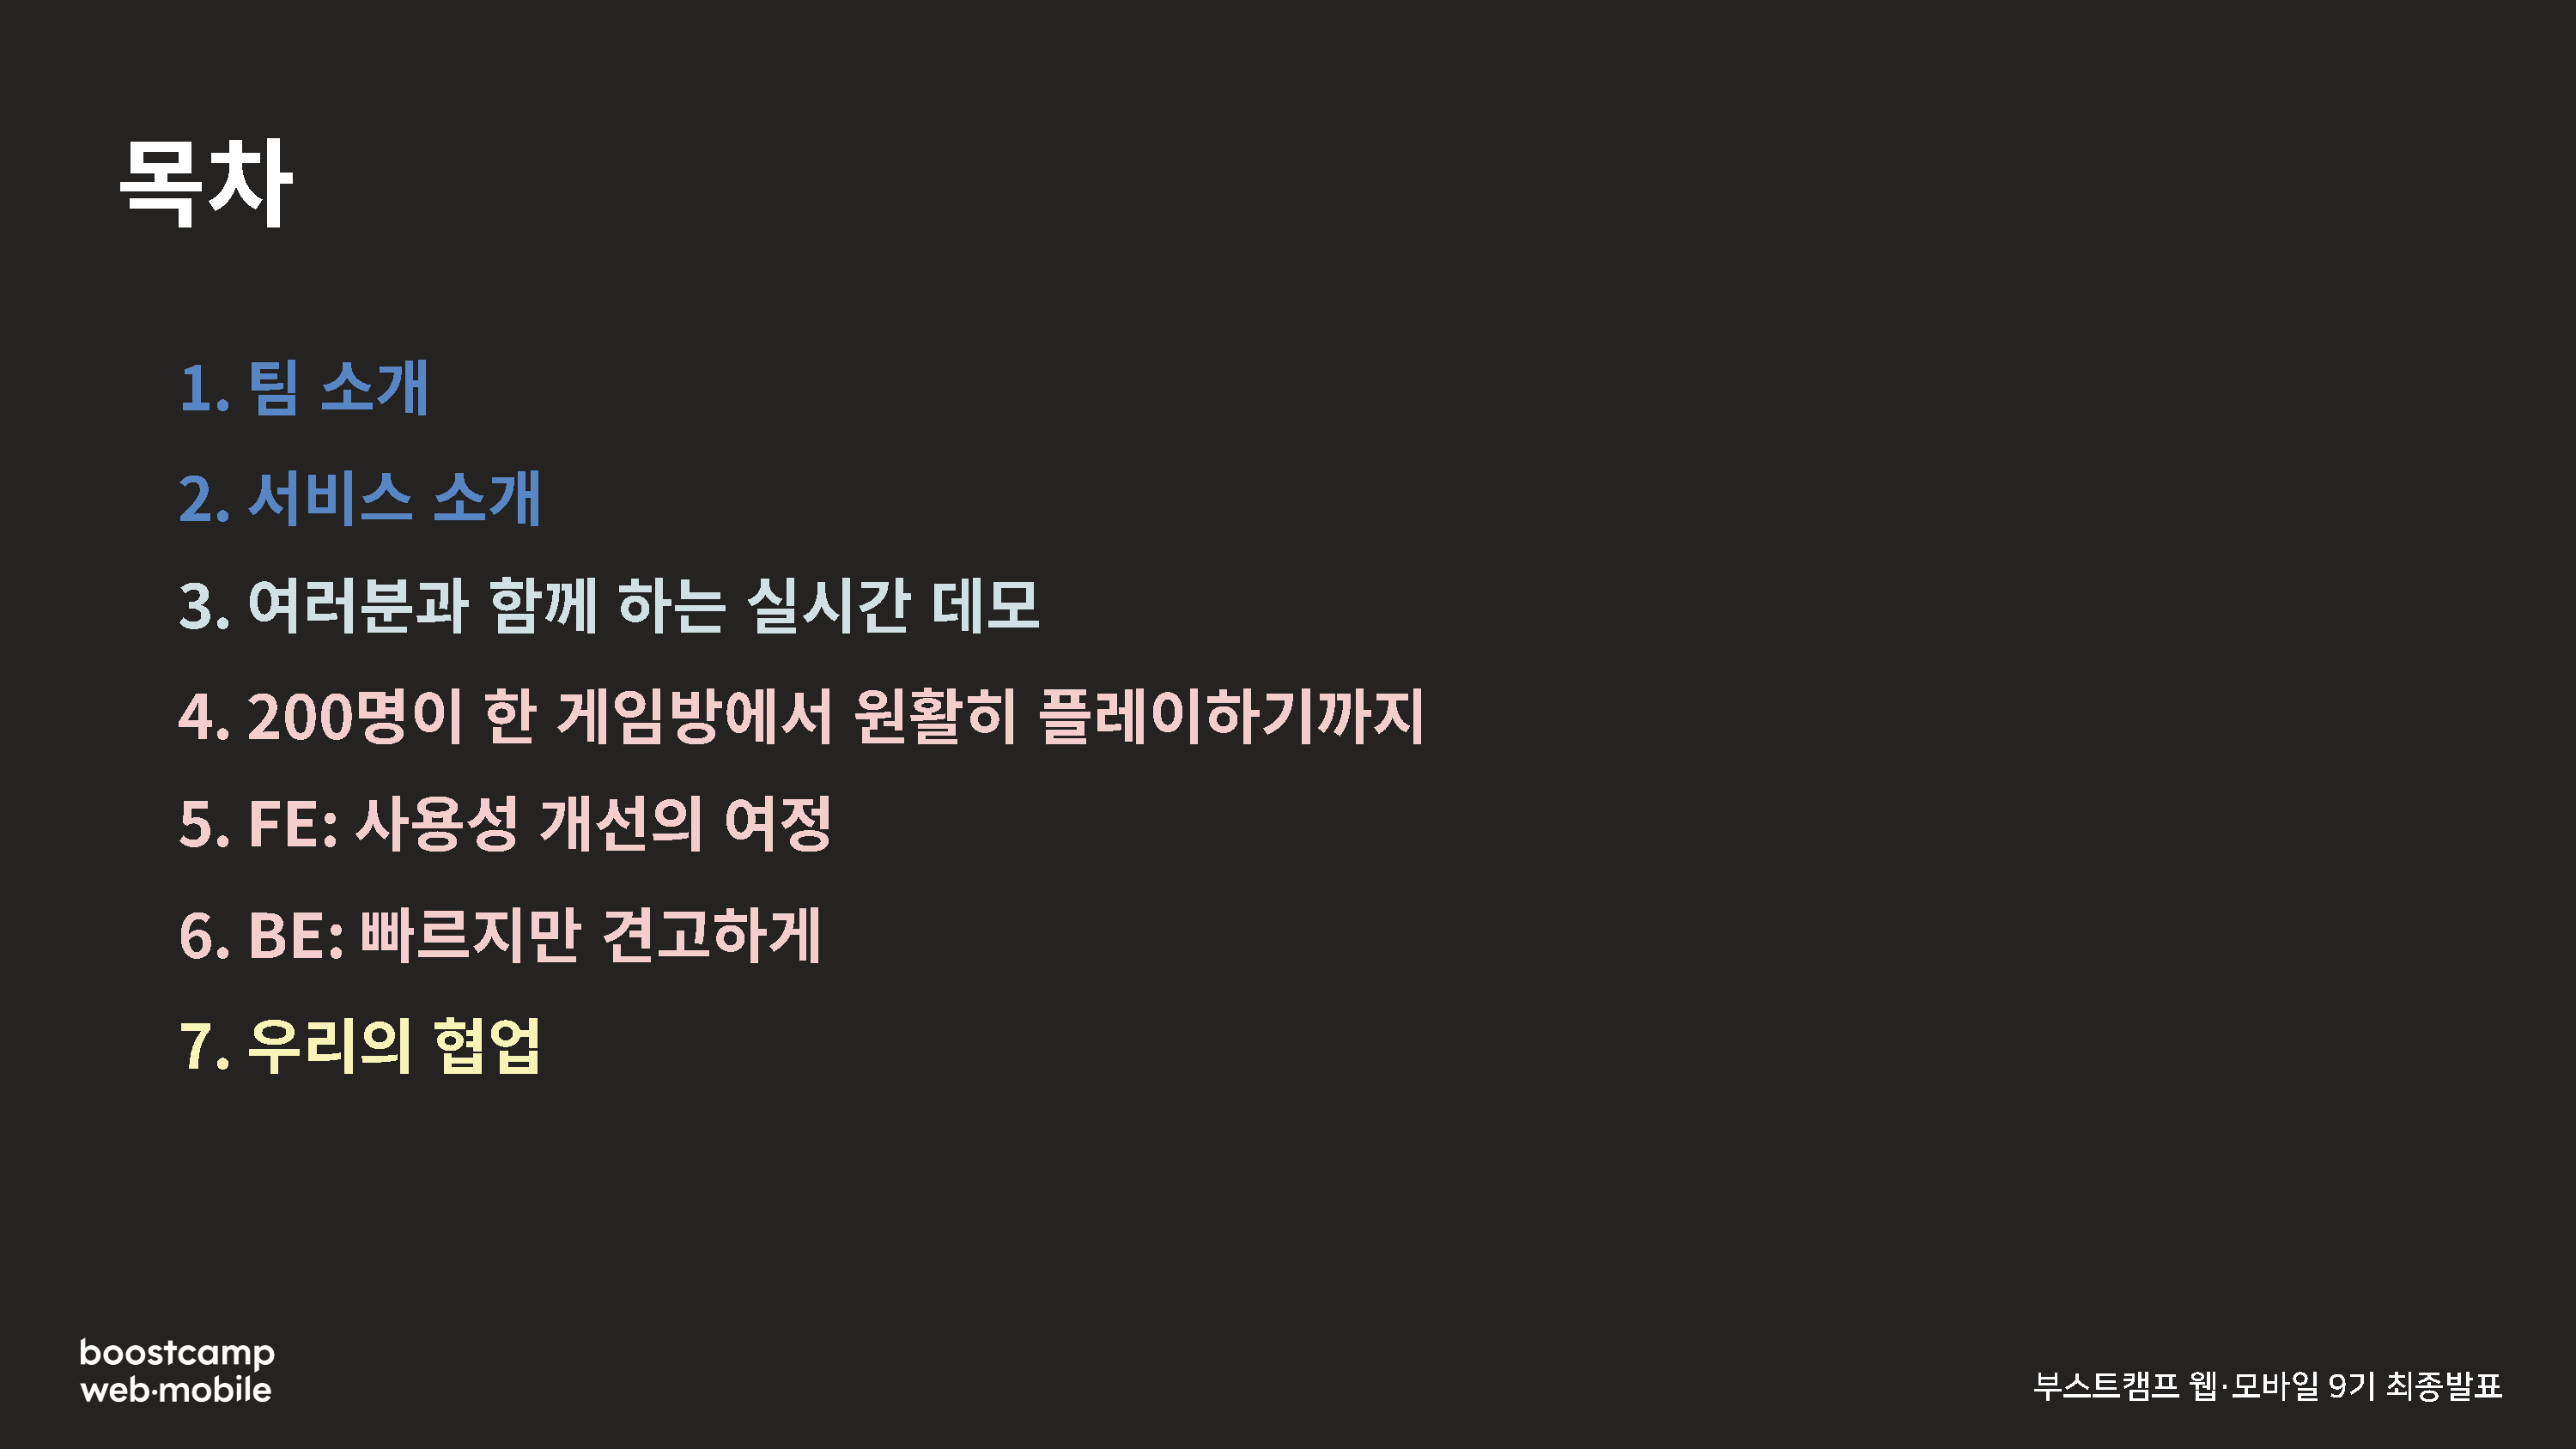 목차
1. 팀 소개
2. 서비스 소개
3. 여러분과 함께 하는 실시간 데모
4. 200명이 한 게임방에서 원활히 플레이하기까지
5. FE: 사용성 개선의 여정
6. BE: 빠르지만 견고하게
7. 우리의 협업
boostcamp
web·mobile
부스트캠프 웹·모바일 9기 최종발표